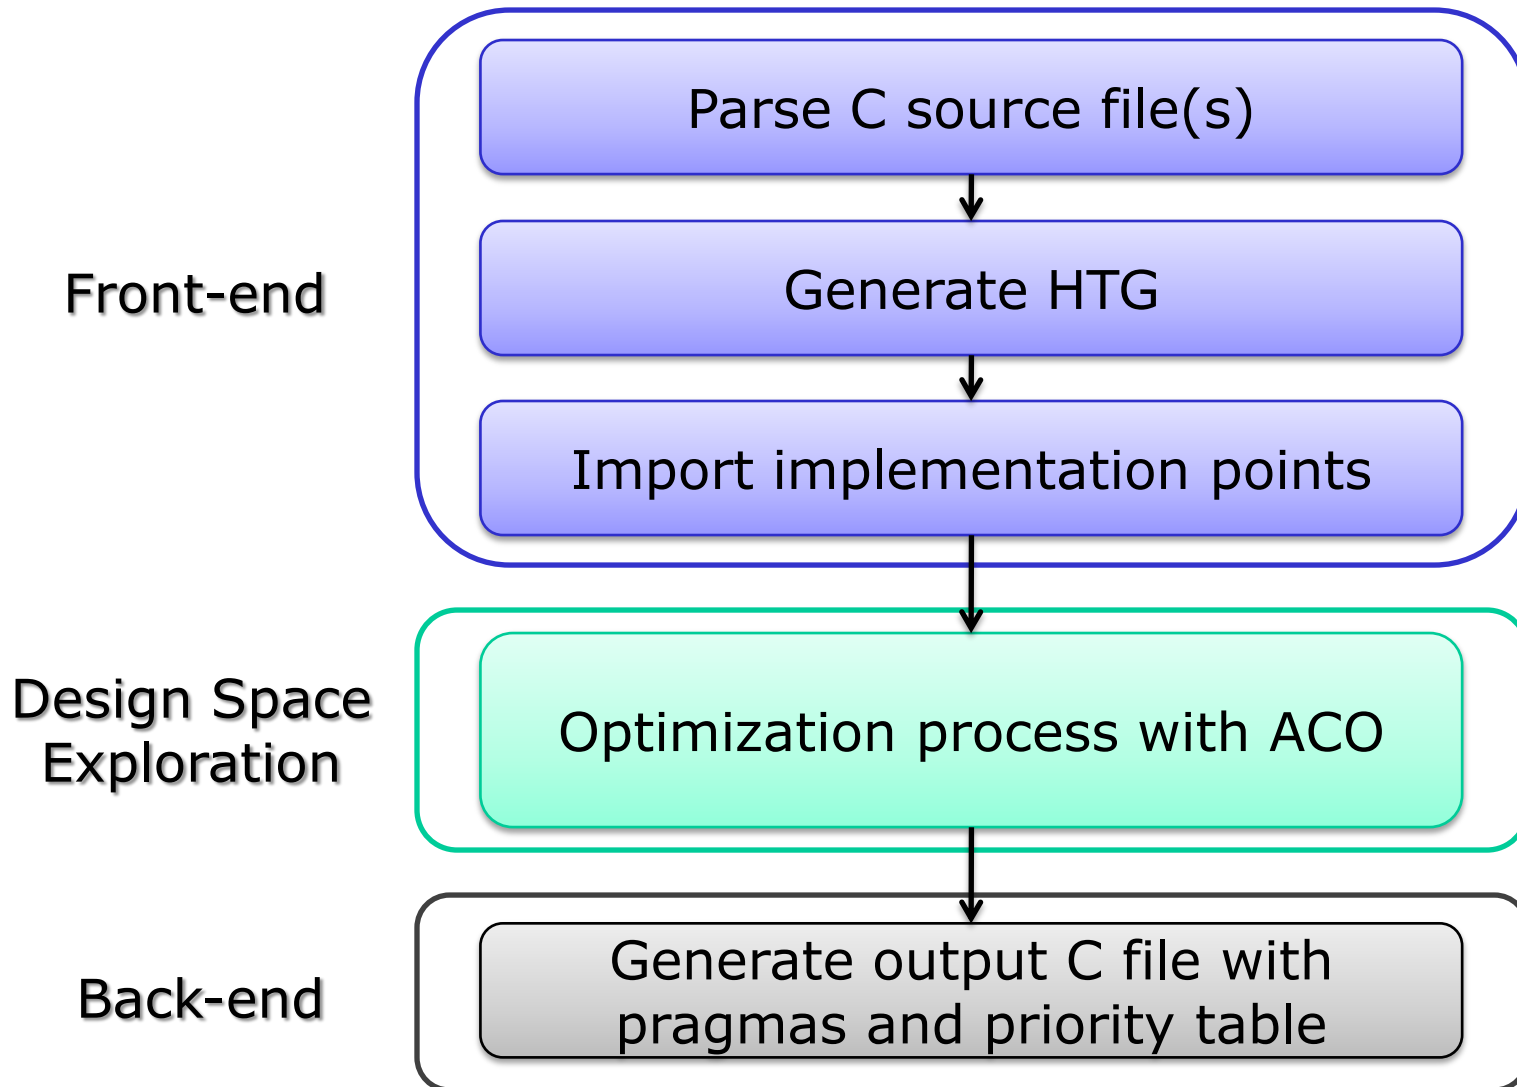 Parse C source file(s)
Front-end
Generate HTG
Import implementation points
Design Space
Exploration
Optimization process with ACO
Back-end
Generate output C file with
pragmas and priority table